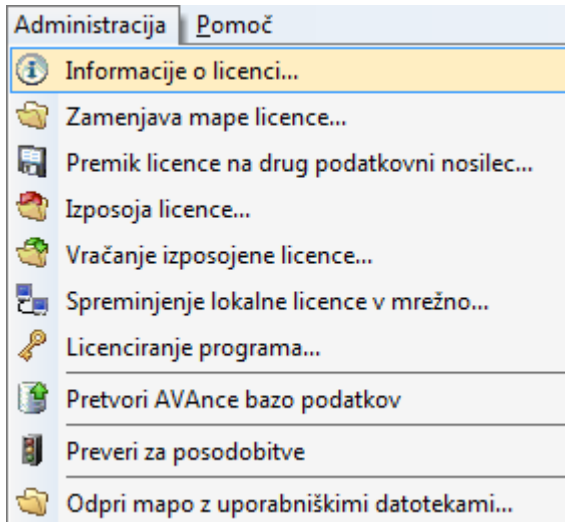 Administracija Pomoč
Informacije o licenci...
Zamenjava mape licence...
Premik licence na drug podatkovni nosilec...
Izposoja licence...
Vračanje izposojene licence...
Spreminjenje lokalne licence v mrežno...
Licenciranje programa...
Pretvori AVAnce bazo podatkov
Preveri za posodobitve
Odpri mapo z uporabniškimi datotekami...